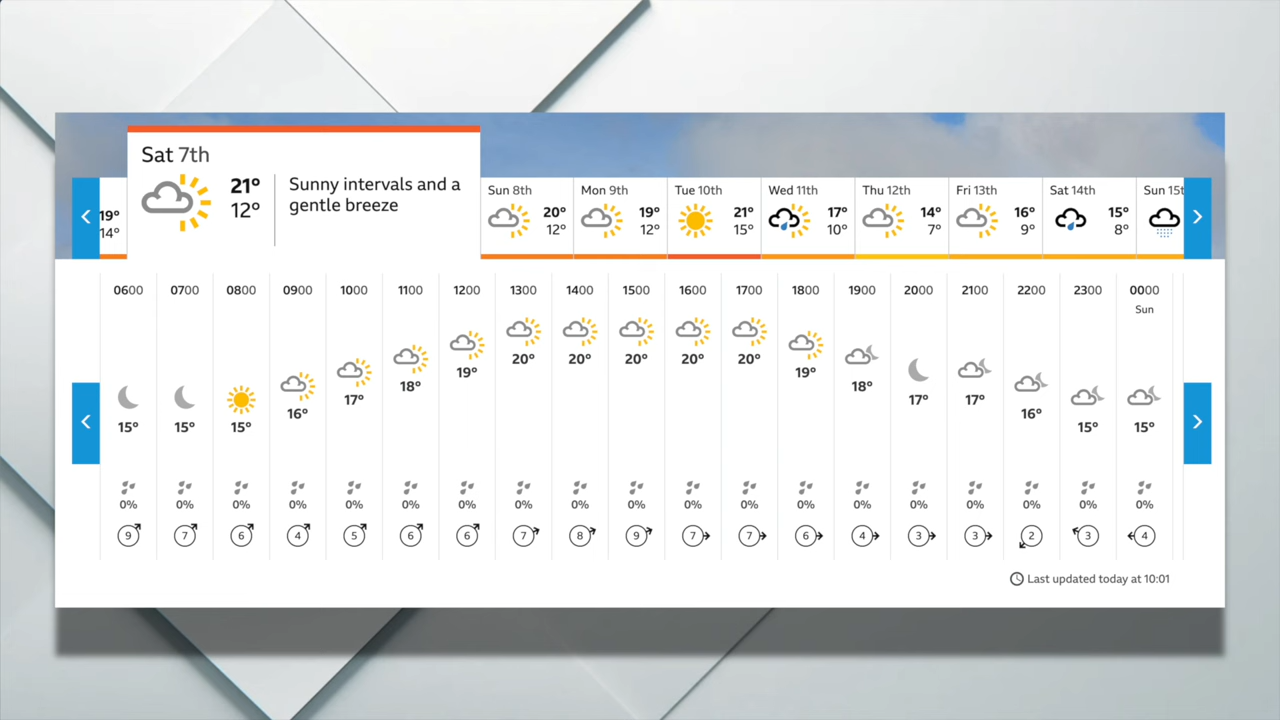 Sat 7th
21°
12°
Sunny intervals and a
gentle breeze
19°
14°
Sun 8th
20°
12°
Mon 9th
19°
12°
Tue 10th
21°
15°
Wed 11th
17°
10°
Thu 12th
14°
7°
Fri 13th
16°
9°
Sat 14th
15°
8°
Sun 15t
0600 0700 0800 0900 1000 1100 1200 1300 1400 1500 1600 1700 1800 1900 2000 2100 2200 2300 0000
Sun
15° 15° 15° 16° 17° 18° 19° 20° 20° 20° 20° 20° 19° 18° 17° 17° 16° 15° 15°
0% 0% 0% 0% 0% 0% 0% 0% 0% 0% 0% 0% 0% 0% 0% 0% 0% 0% 0%
9 7 6 4 5 6 6 7 8 9 7 7 6 4 3 3 2 3 4
Last updated today at 10:01